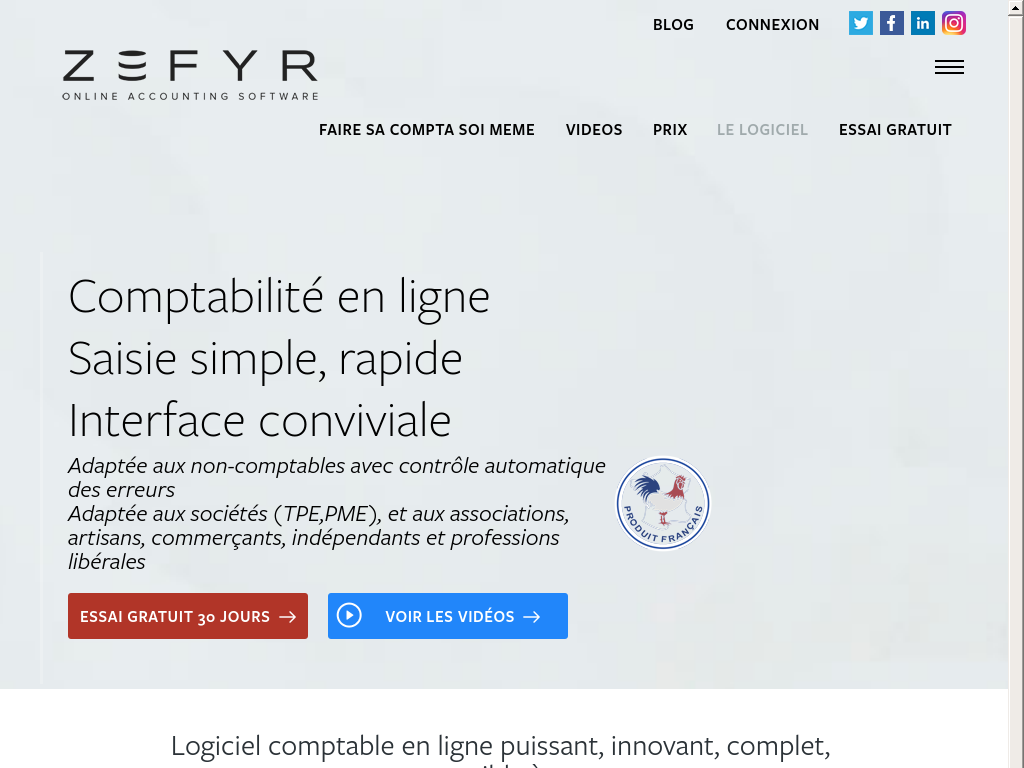 BLOG CONNEXION
ZEFYR
ONLINE ACCOUNTING SOFTWARE
FAIRE SA COMPTA SOI MEME VIDEOS PRIX LE LOGICIEL ESSAI GRATUIT
Comptabilité en ligne
Saisie simple, rapide
Interface conviviale
Adaptée aux non-comptables avec contrôle automatique
des erreurs
Adaptée aux sociétés (TPE,PME), et aux associations,
artisans, commerçants, indépendants et professions
libérales
PRODUIT FRANÇAIS
ESSAI GRATUIT 30 JOURS →
VOIR LES VIDÉOS →
Logiciel comptable en ligne puissant, innovant, complet,